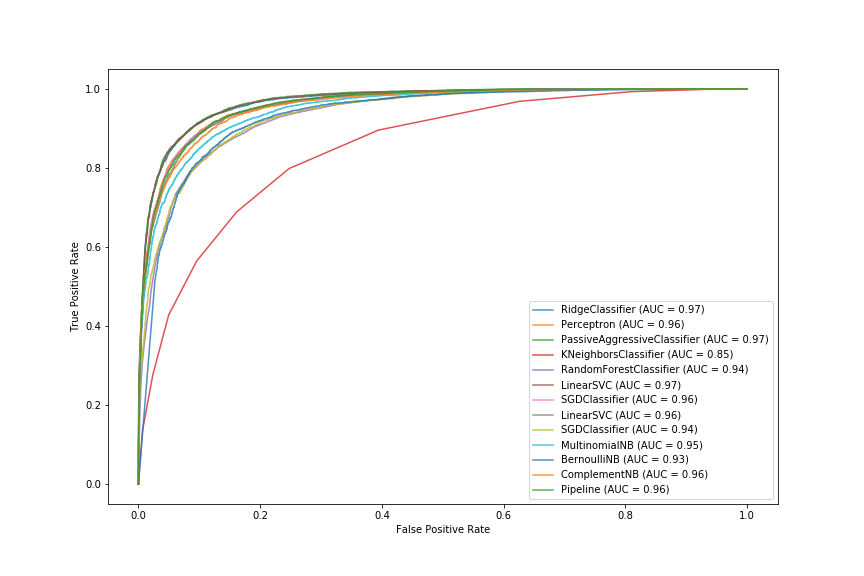 1.0
0.8
0.6
0.4
0.2
0.0
True Positive Rate
0.0 0.2 0.4 0.6 0.8 1.0
False Positive Rate
RidgeClassifier (AUC = 0.97)
Perceptron (AUC = 0.96)
PassiveAggressiveClassifier (AUC = 0.97)
KNeighborsClassifier (AUC = 0.85)
RandomForestClassifier (AUC = 0.94)
LinearSVC (AUC = 0.97)
SGDClassifier (AUC = 0.96)
LinearSVC (AUC = 0.96)
SGDClassifier (AUC = 0.94)
MultinomialNB (AUC = 0.95)
BernoulliNB (AUC = 0.93)
ComplementNB (AUC = 0.96)
Pipeline (AUC = 0.96)